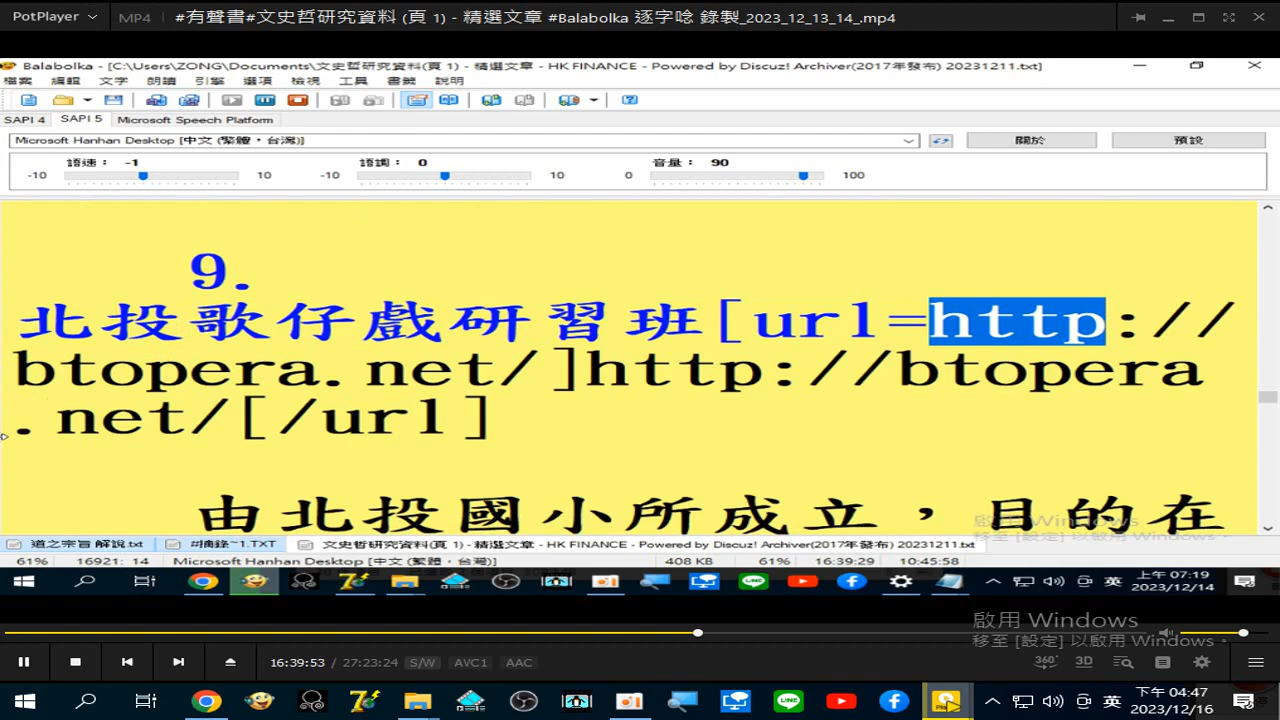 PotPlayer MP4 #有聲書#文史哲研究資料 (頁 1) - 精選文章 #Balabolka 逐字唸 錄製_2023_12_13_14_.mp4
Balabolka - [C:\Users\ZONG\Documents\文史哲研究資料(頁 1) - 精選文章 - HK FINANCE - Powered by Discuz! Archiver(2017年發布) 20231211.txt]
檔案 編輯 文字 朗讀 引擎 選項 檢視 工具 書籤 說明
SAPI 4 SAPI 5 Microsoft Speech Platform
Microsoft Hanhan Desktop [中文 (繁體，台灣)] 關於 預設
語速： -1 語調： 0 音量： 90
-10 10 -10 10 0 100
9.
北投歌仔戲研習班[url=http://
btopera.net/]http://btopera
.net/[/url]
由北投國小所成立，目的在
道之宗旨 解說.txt #摘錄~1.TXT 文史哲研究資料(頁 1) - 精選文章 - HK FINANCE - Powered by Discuz! Archiver(2017年發布) 20231211.txt
61% 16921: 14 Microsoft Hanhan Desktop [中文 (繁體，台灣)] 408 KB 61% 16:39:29 10:45:58
英 上午 07:19
2023/12/14
啟用 Windows
移至 [設定] 以啟用 Windows。
16:39:53 / 27:23:24 S/W AVC1 AAC 360° 3D
英 下午 04:47
2023/12/16